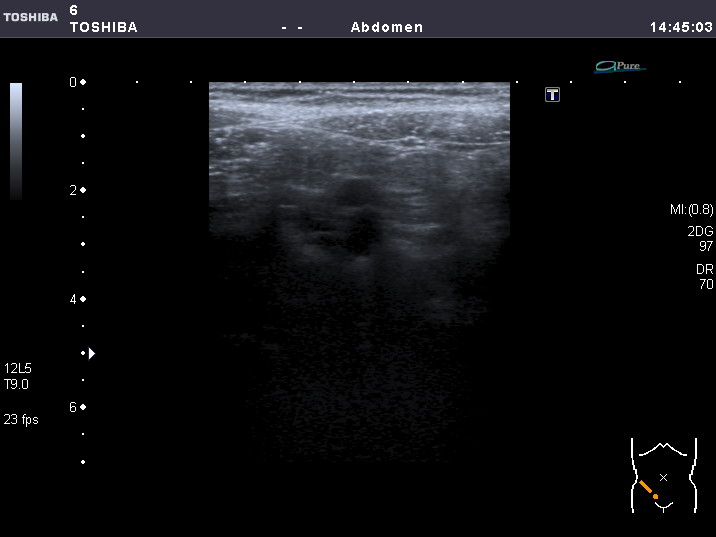 TOSHIBA
6
TOSHIBA - - Abdomen 14:45:03
Pure
T
0
2
4
6
MI:(0.8)
2DG
97
DR
70
12L5
T9.0
23 fps